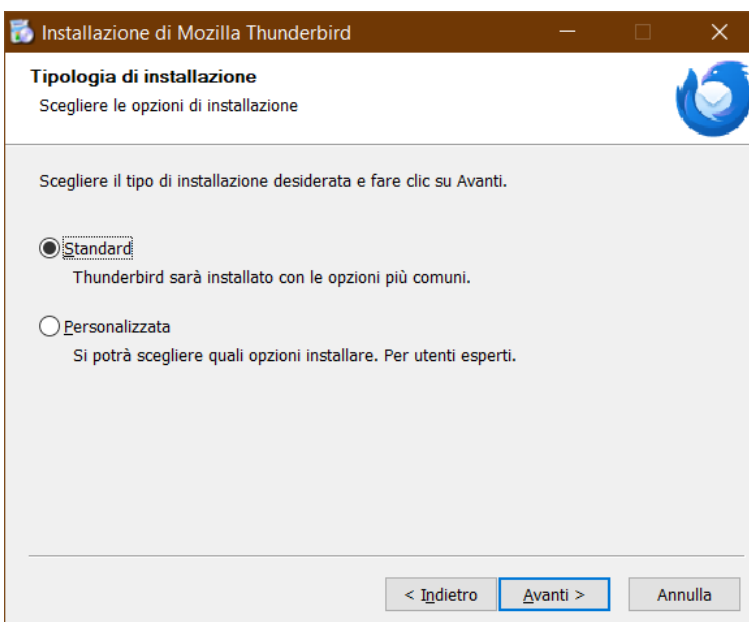 Installazione di Mozilla Thunderbird
Tipologia di installazione
Scegliere le opzioni di installazione
Scegliere il tipo di installazione desiderata e fare clic su Avanti.
Standard
Thunderbird sarà installato con le opzioni più comuni.
Personalizzata
Si potrà scegliere quali opzioni installare. Per utenti esperti.
< Indietro Avanti > Annulla